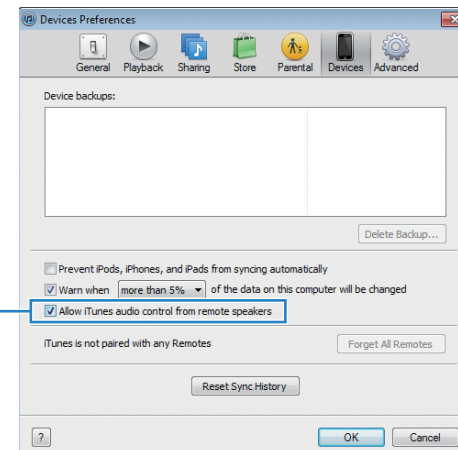 Devices Preferences
General Playback Sharing Store Parental Devices Advanced
Device backups:
Delete Backup...
Prevent iPods, iPhones, and iPads from syncing automatically
Warn when more than 5% of the data on this computer will be changed
Allow iTunes audio control from remote speakers
iTunes is not paired with any Remotes Forget All Remotes
Reset Sync History
? OK Cancel